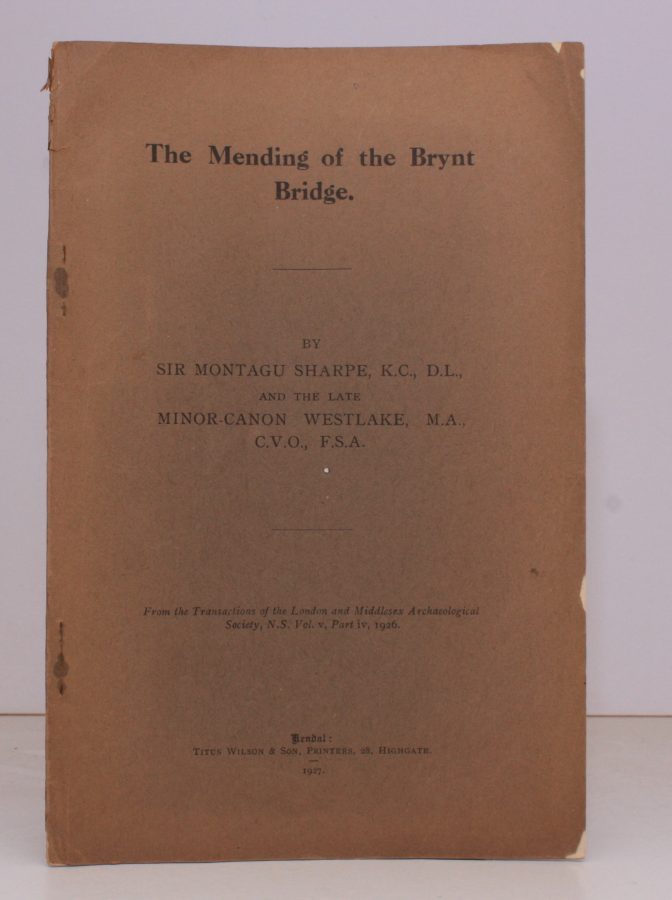 The Mending of the Brynt
Bridge.
BY
SIR MONTAGU SHARPE, K.C., D.L.,
AND THE LATE
MINOR-CANON WESTLAKE, M.A.,
C.V.O., F.S.A.
From the Transactions of the London and Middlesex Archæological
Society, N.S. Vol. v, Part iv, 1926.
Kendal:
TITUS WILSON & SON, PRINTERS, 28, HIGHGATE.
1927.